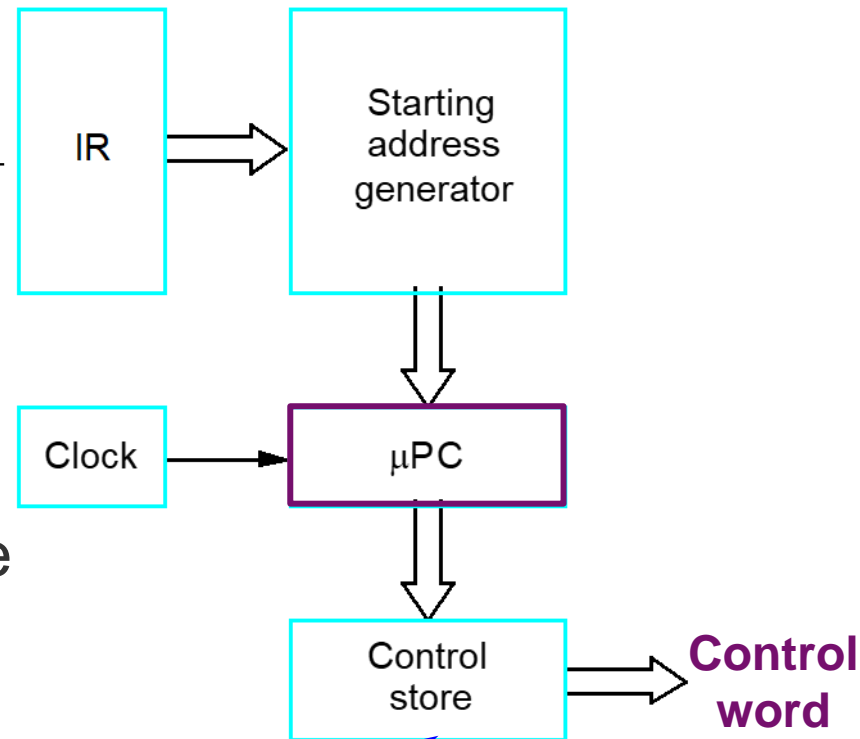 IR
Starting
address
generator
Clock
μPC
e
Control
store
Control
word